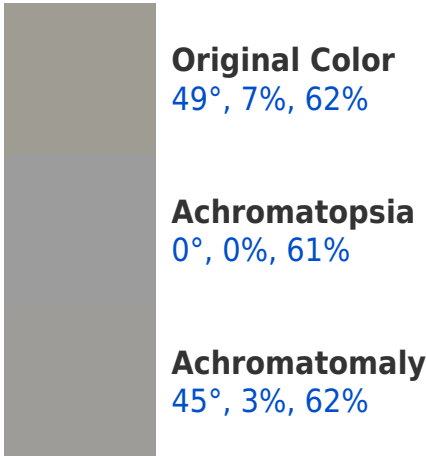 Original Color
49°, 7%, 62%
Achromatopsia
0°, 0%, 61%
Achromatomaly
45°, 3%, 62%